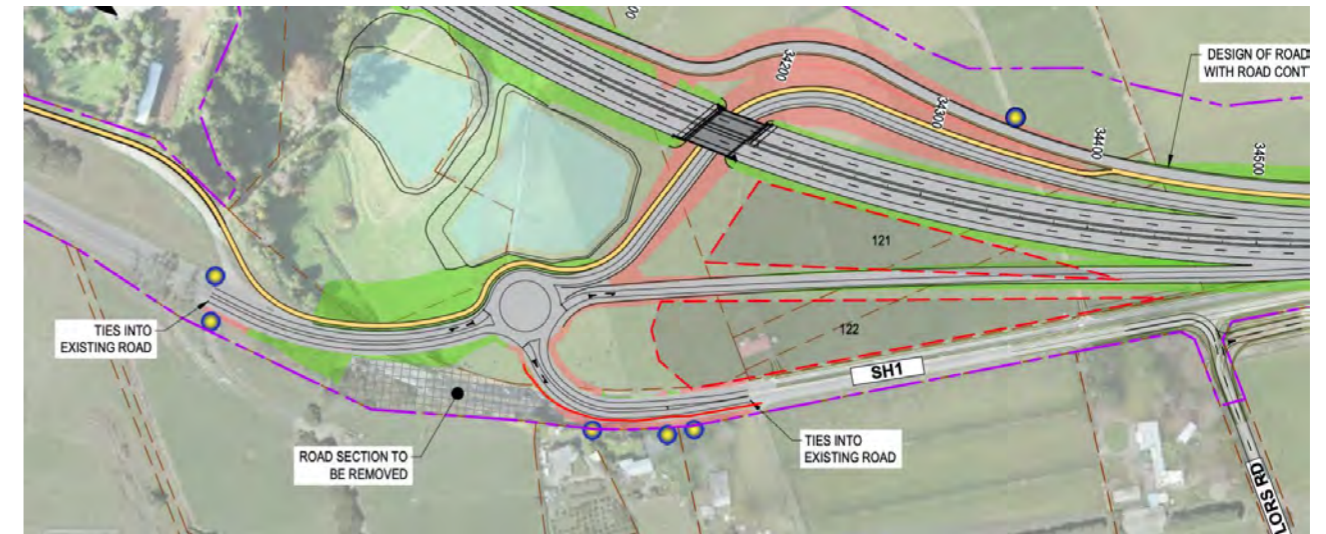 34200
34300
34400
34500
DESIGN OF ROAD
WITH ROAD CONT
121
122
TIES INTO
EXISTING ROAD
SH1
ROAD SECTION TO
BE REMOVED
TIES INTO
EXISTING ROAD
LORS RD